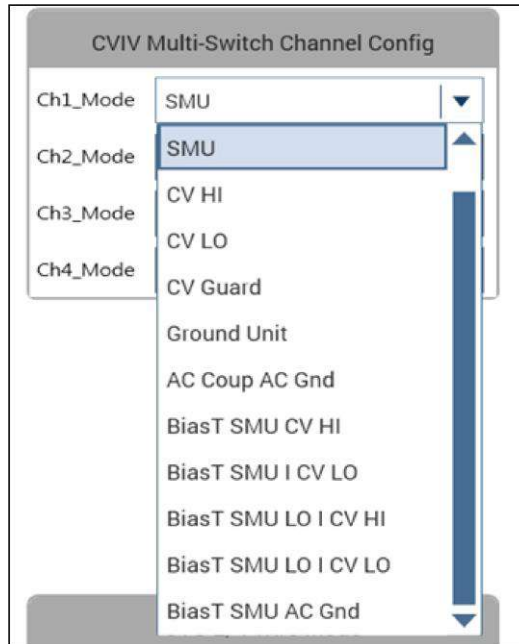 CVIV Multi-Switch Channel Config
Ch1_Mode SMU
SMU
Ch2_Mode
CV HI
Ch3_Mode
CV LO
Ch4_Mode
CV Guard
Ground Unit
AC Coup AC Gnd
BiasT SMU CV HI
BiasT SMU I CV LO
BiasT SMU LO I CV HI
BiasT SMU LO I CV LO
BiasT SMU AC Gnd